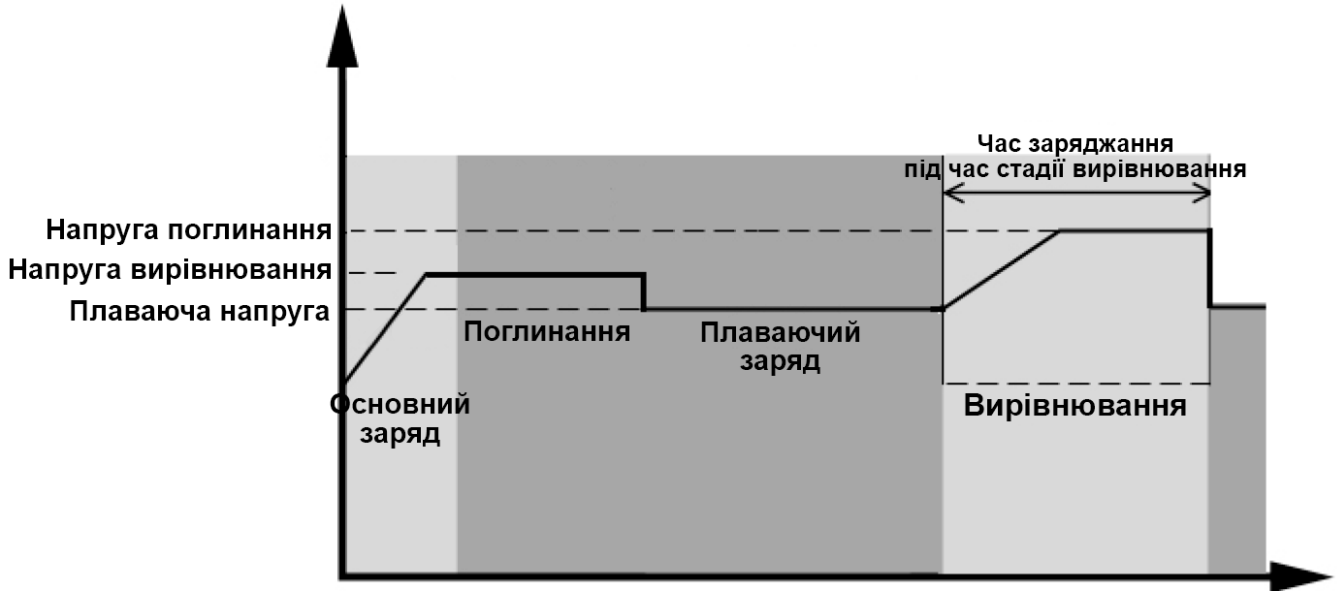 Час заряджання
під час стадії вирівнювання
Напруга поглинання
Напруга вирівнювання
Плаваюча напруга
Поглинання
Плаваючий
заряд
Основний
заряд
Вирівнювання